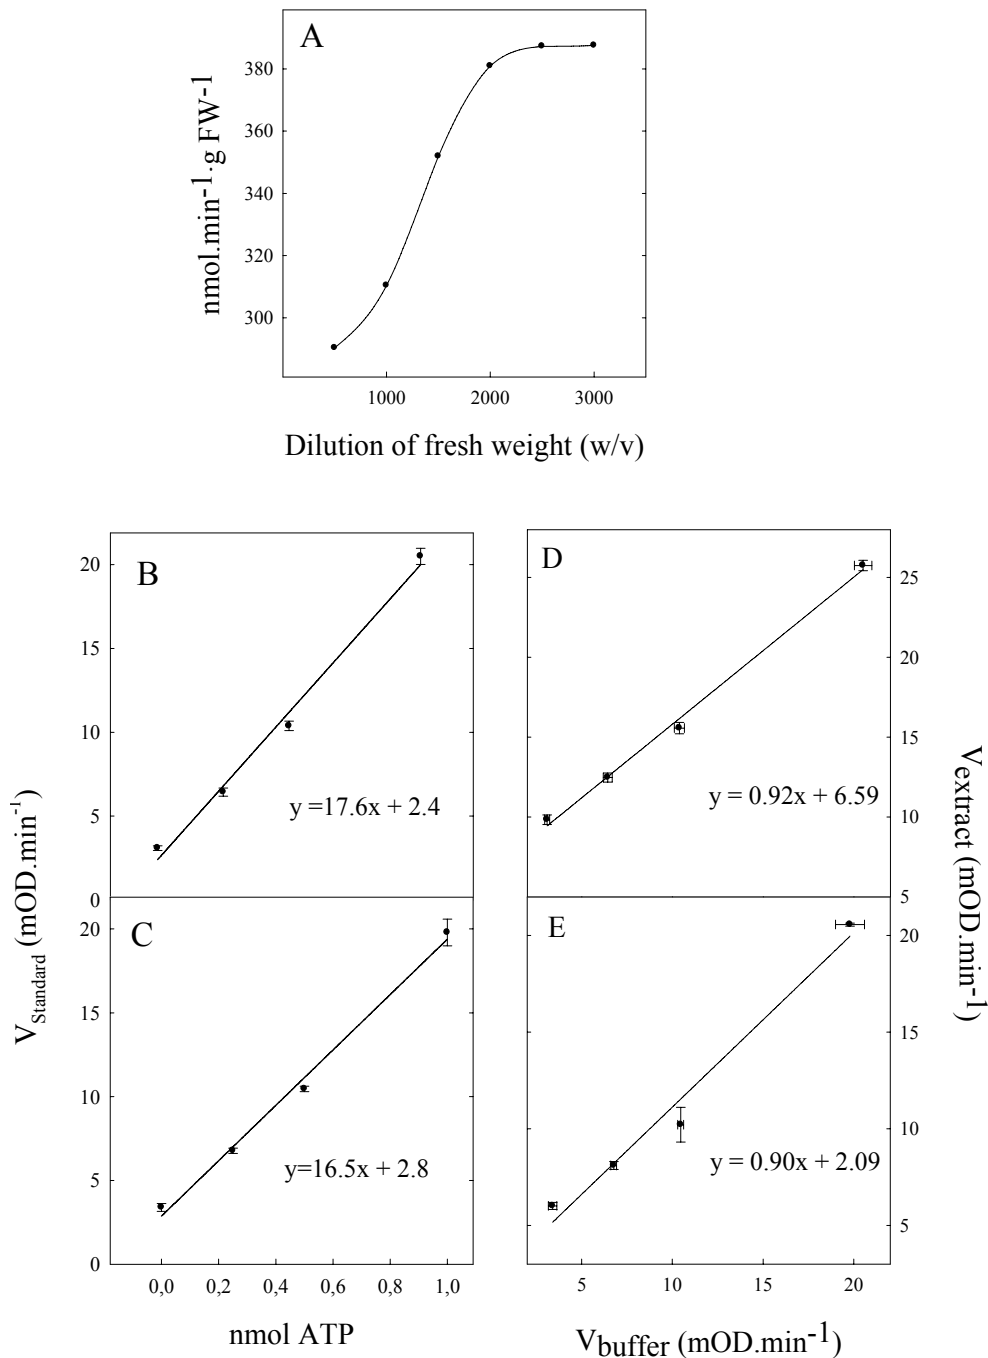 A
nmol.min-1.g FW-1
380
360
340
320
300
1000 2000 3000
Dilution of fresh weight (w/v)
B
20
15
10
5
0
y =17.6x + 2.4
D
25
20
15
10
5
y = 0.92x + 6.59
VStandard (mOD.min-1)
Vextract (mOD.min-1)
C
20
15
10
5
0
y=16.5x + 2.8
0,0 0,2 0,4 0,6 0,8 1,0
nmol ATP
E
20
15
10
5
y = 0.90x + 2.09
5 10 15 20
Vbuffer (mOD.min-1)